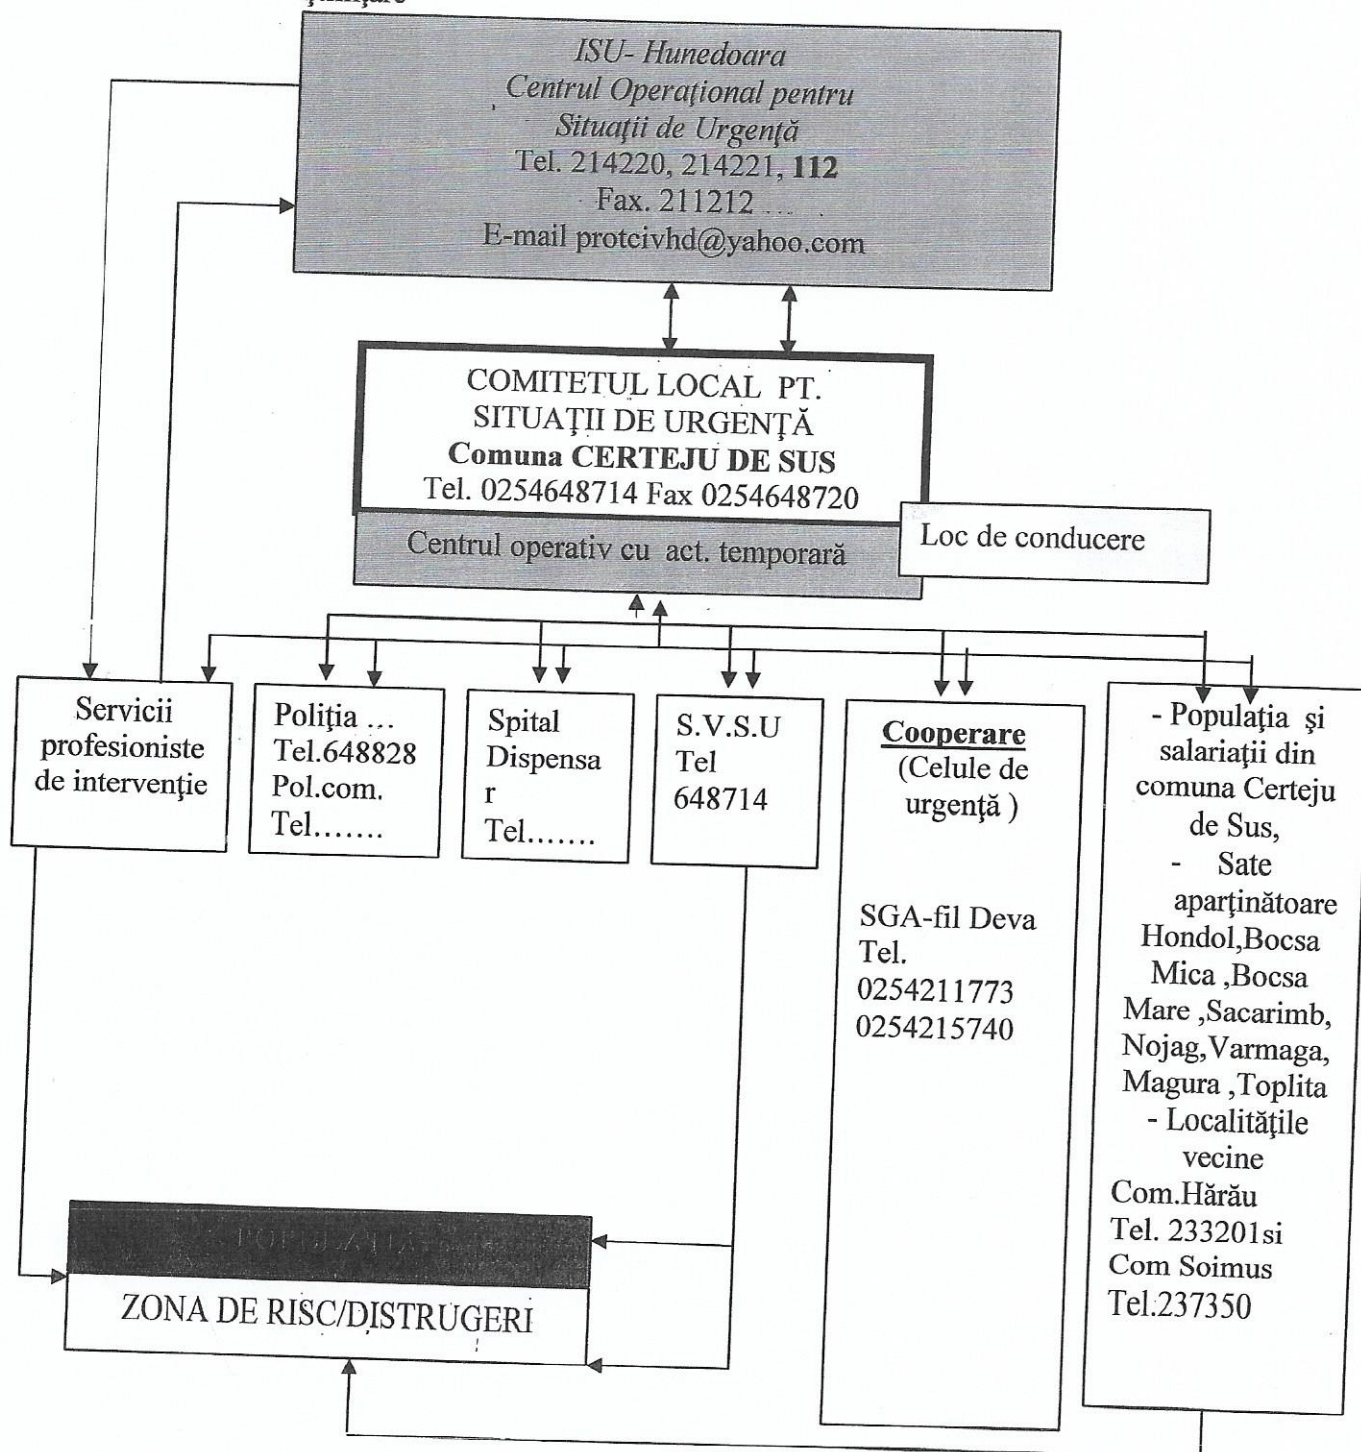 ISU- Hunedoara
Centrul Operaţional pentru
Situaţii de Urgenţă
Tel. 214220, 214221, 112
Fax. 211212 ...
E-mail protcivhd@yahoo.com
COMITETUL LOCAL PT.
SITUAŢII DE URGENŢĂ
Comuna CERTEJU DE SUS
Tel. 0254648714 Fax 0254648720
Centrul operativ cu act. temporară
Loc de conducere
Servicii
profesioniste
de intervenţie
Poliţia ...
Tel.648828
Pol.com.
Tel.......
Spital
Dispensa
r
Tel.......
S.V.S.U
Tel
648714
Cooperare
(Celule de
urgenţă )
SGA-fil Deva
Tel.
0254211773
0254215740
- Populaţia şi
salariaţii din
comuna Certeju
de Sus,
- Sate
aparţinătoare
Hondol,Bocsa
Mica ,Bocsa
Mare ,Sacarimb,
Nojag,Varmaga,
Magura ,Toplita
- Localităţile
vecine
Com.Hărău
Tel. 233201si
Com Soimus
Tel.237350
ZONA DE RISC/DISTRUGERI